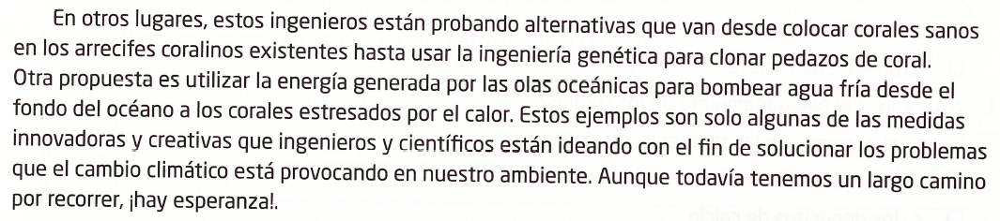 En otros lugares, estos ingenieros están probando alternativas que van desde colocar corales sanos
en los arrecifes coralinos existentes hasta usar la ingeniería genética para clonar pedazos de coral.
Otra propuesta es utilizar la energía generada por las olas oceánicas para bombear agua fría desde el
fondo del océano a los corales estresados por el calor. Estos ejemplos son solo algunas de las medidas
innovadoras y creativas que ingenieros y científicos están ideando con el fin de solucionar los problemas
que el cambio climático está provocando en nuestro ambiente. Aunque todavía tenemos un largo camino
por recorrer, ¡hay esperanza!.